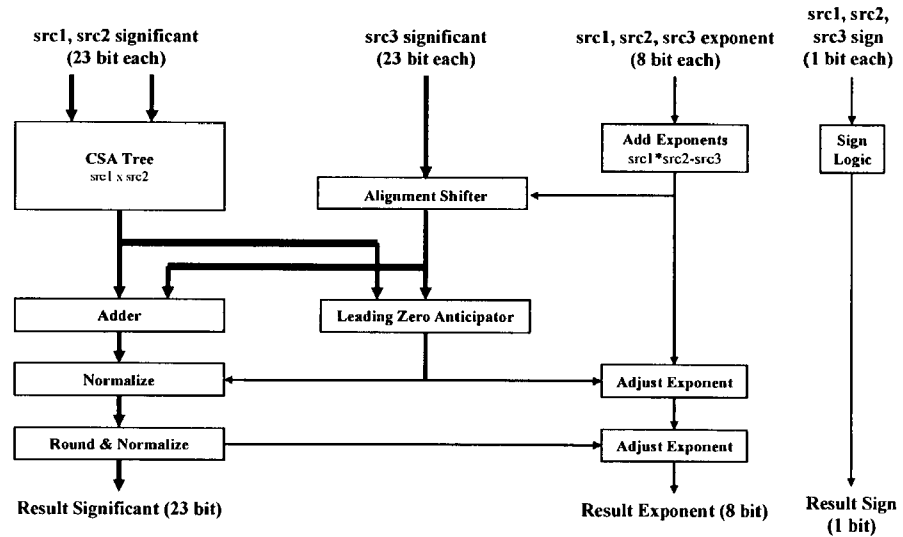 src1, src2 significant
(23 bit each)
src3 significant
(23 bit each)
src1, src2, src3 exponent
(8 bit each)
src1, src2,
src3 sign
(1 bit each)
CSA Tree
src1 x src2
Add Exponents
src1*src2-src3
Sign
Logic
Alignment Shifter
Adder
Leading Zero Anticipator
Normalize
Adjust Exponent
Round & Normalize
Adjust Exponent
Result Significant (23 bit)
Result Exponent (8 bit)
Result Sign
(1 bit)